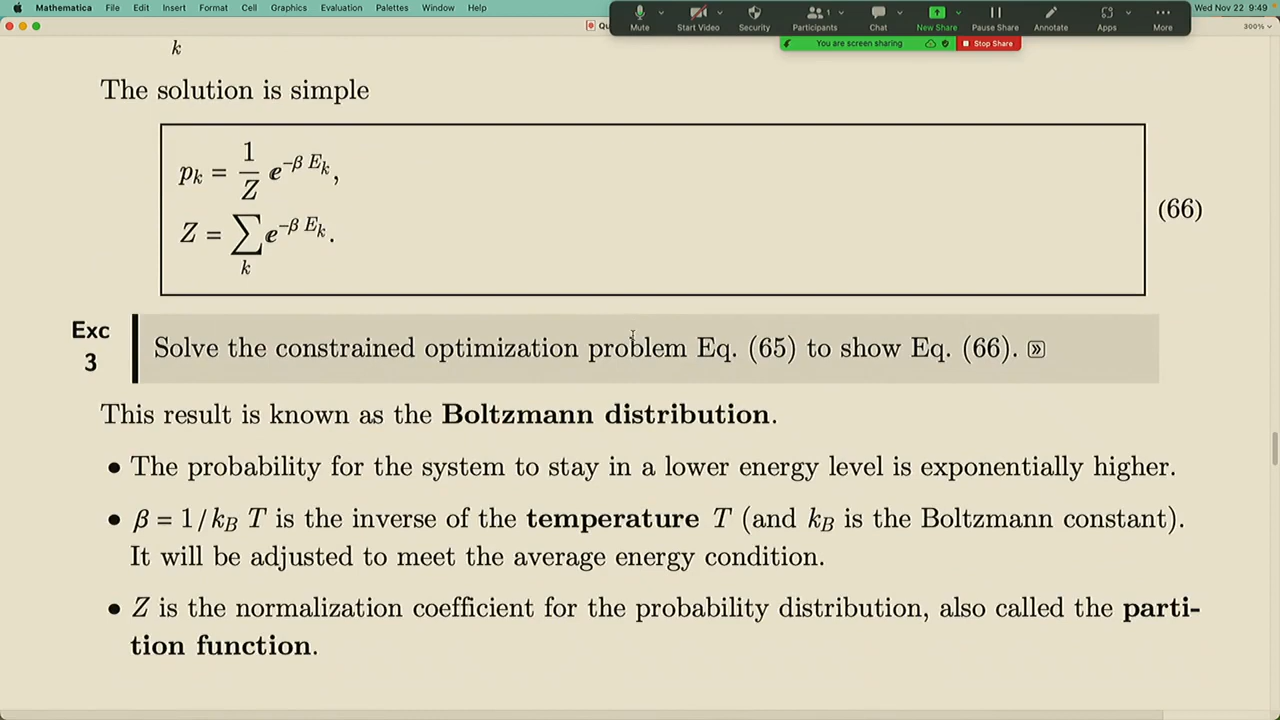 Mathematica File Edit Insert Format Cell Graphics Evaluation Palettes Window Help
Wed Nov 22 9:49
Mute Start Video Security Participants 1 Chat New Share Pause Share Annotate Apps More
You are screen sharing Stop Share
300%
k
The solution is simple
p_k = 1/Z e^{-β E_k},
Z = ∑_k e^{-β E_k}.
(66)
Exc
3
Solve the constrained optimization problem Eq. (65) to show Eq. (66). »
This result is known as the Boltzmann distribution.
• The probability for the system to stay in a lower energy level is exponentially higher.
• β = 1/k_B T is the inverse of the temperature T (and k_B is the Boltzmann constant).
It will be adjusted to meet the average energy condition.
• Z is the normalization coefficient for the probability distribution, also called the parti-
tion function.